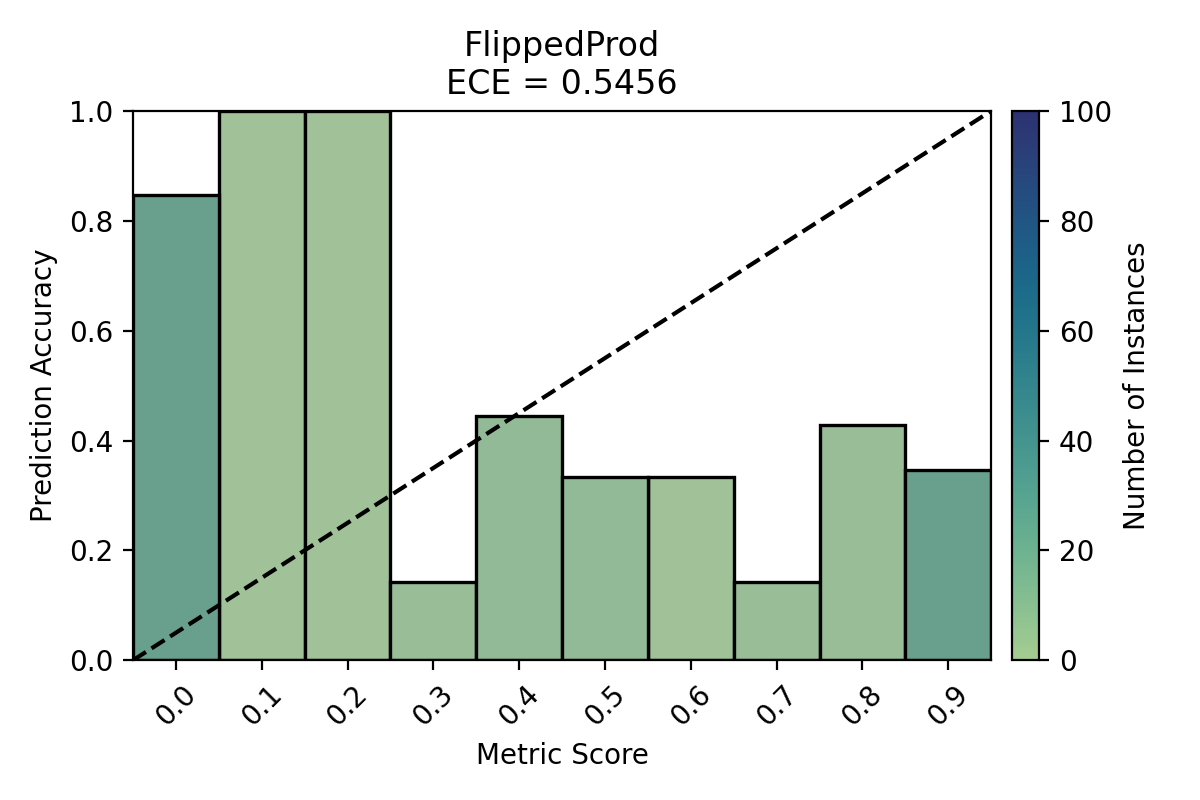 FlippedProd
ECE = 0.5456
1.0
0.8
0.6
0.4
0.2
0.0
Prediction Accuracy
0.0 0.1 0.2 0.3 0.4 0.5 0.6 0.7 0.8 0.9
Metric Score
100
80
60
40
20
0
Number of Instances